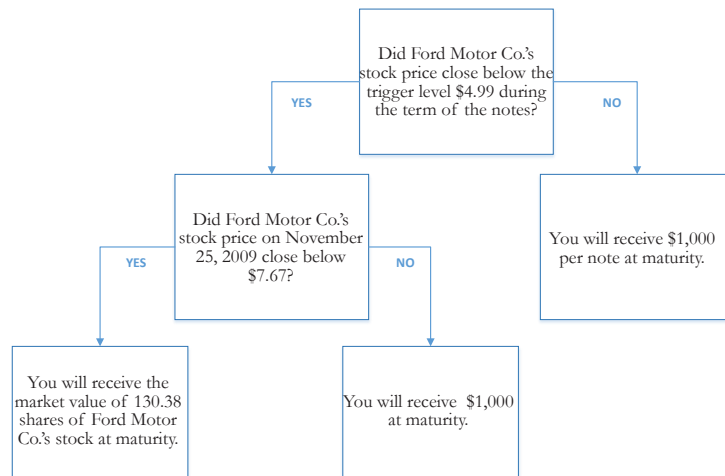 Did Ford Motor Co.'s
stock price close below the
trigger level $4.99 during
the term of the notes?
YES
NO
Did Ford Motor Co.'s
stock price on November
25, 2009 close below
$7.67?
You will receive $1,000
per note at maturity.
YES
NO
You will receive the
market value of 130.38
shares of Ford Motor
Co.'s stock at maturity.
You will receive $1,000
at maturity.